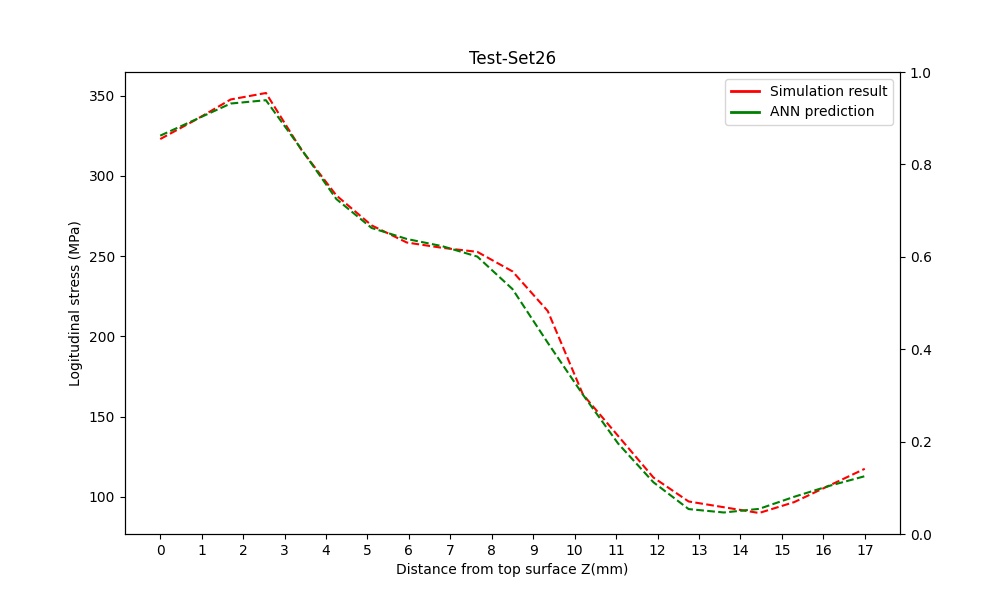 Test-Set26
Simulation result
ANN prediction
350
300
250
200
150
100
Logitudinal stress (MPa)
1.0
0.8
0.6
0.4
0.2
0.0
0 1 2 3 4 5 6 7 8 9 10 11 12 13 14 15 16 17
Distance from top surface Z(mm)